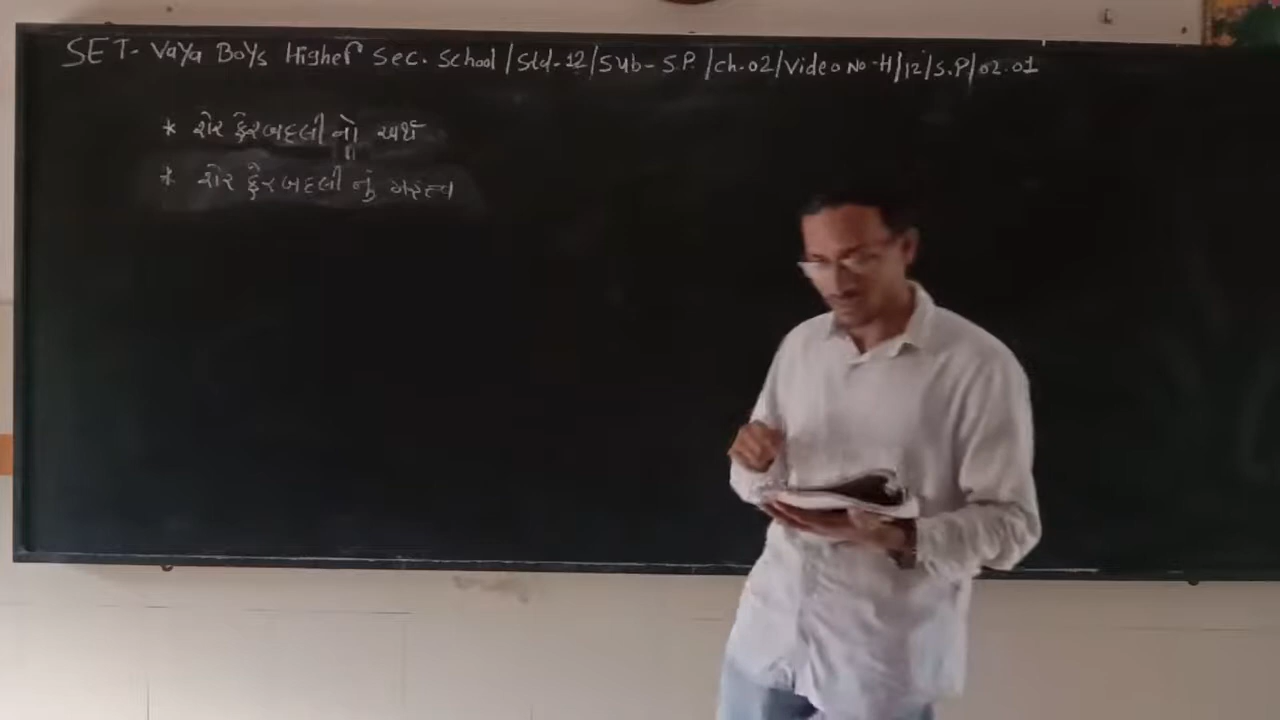 SET- VaYa Boys Higher Sec. School/Std-12/Sub-S.P./ch.02/Video No-H/12/S.P/02.01
* શેર ફેરબદલી નો અર્થ
* શેર ફેરબદલી નું મહત્વ